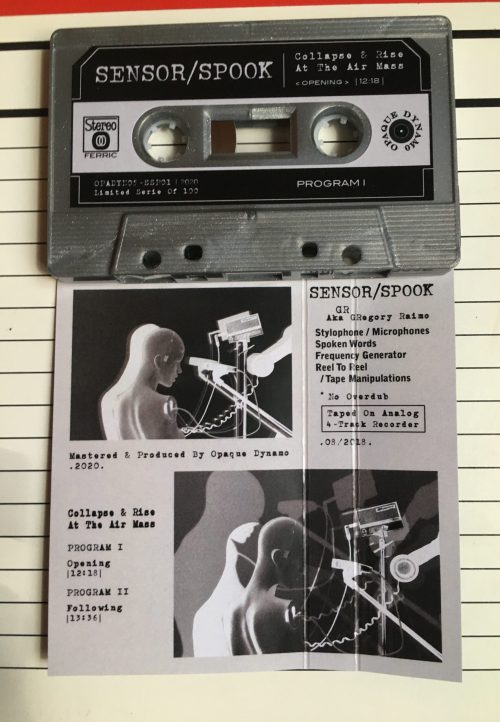 SENSOR/SPOOK
Collapse & Rise
At The Air Mass
<OPENING> |12:18|
Stereo
FERRIC
OPAQUE DYNAMO
Limited Serie Of 100
PROGRAM I
SENSOR/SPOOK
GR
Aka GRegory Raimo
Stylophone / Microphones
Spoken Words
Frequency Generator
Reel To Reel
/ Tape Manipulations
* No Overdub
Taped On Analog
4-Track Recorder
.08/2018.
Mastered & Produced By Opaque Dynamo
.2020.
Collapse & Rise
At The Air Mass
PROGRAM I
Opening
|12:18|
PROGRAM II
Following
|13:36|